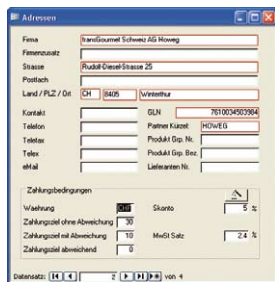 Adressen
Firma transGourmet Schweiz AG Howeg
Firmenzusatz
Strasse Rudolf-Diesel-Strasse 25
Postfach
Land / PLZ / Ort CH 8405 Winterthur
Kontakt GLN 7610034503984
Telefon Partner Kürzel: HOWEG
Telefax Produkt Grp. Nr.
Telex Produkt Grp. Bez.
eMail Lieferanten Nr.
Zahlungsbedingungen
Waehrung CHF Skonto 5 %
Zahlungsziel ohne Abweichung 30
Zahlungsziel mit Abweichung 10 MwSt Satz 2.4 %
Zahlungsziel abweichend 0
Datensatz: 2 von 4